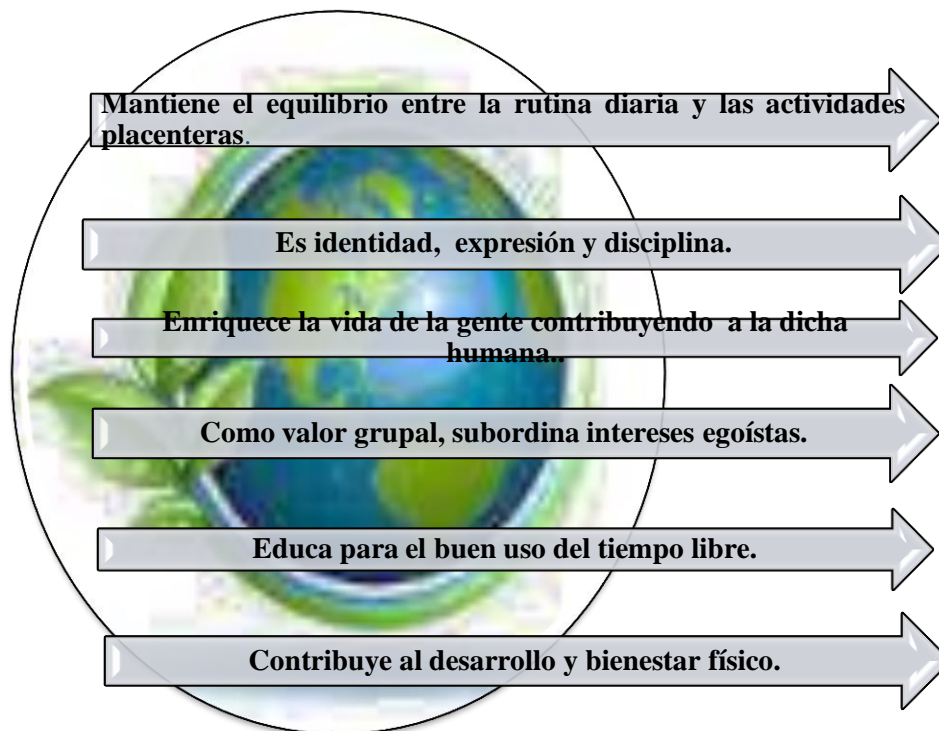 Mantiene el equilibrio entre la rutina diaria y las actividades
placenteras.
Es identidad, expresión y disciplina.
Enriquece la vida de la gente contribuyendo a la dicha
humana..
Como valor grupal, subordina intereses egoístas.
Educa para el buen uso del tiempo libre.
Contribuye al desarrollo y bienestar físico.